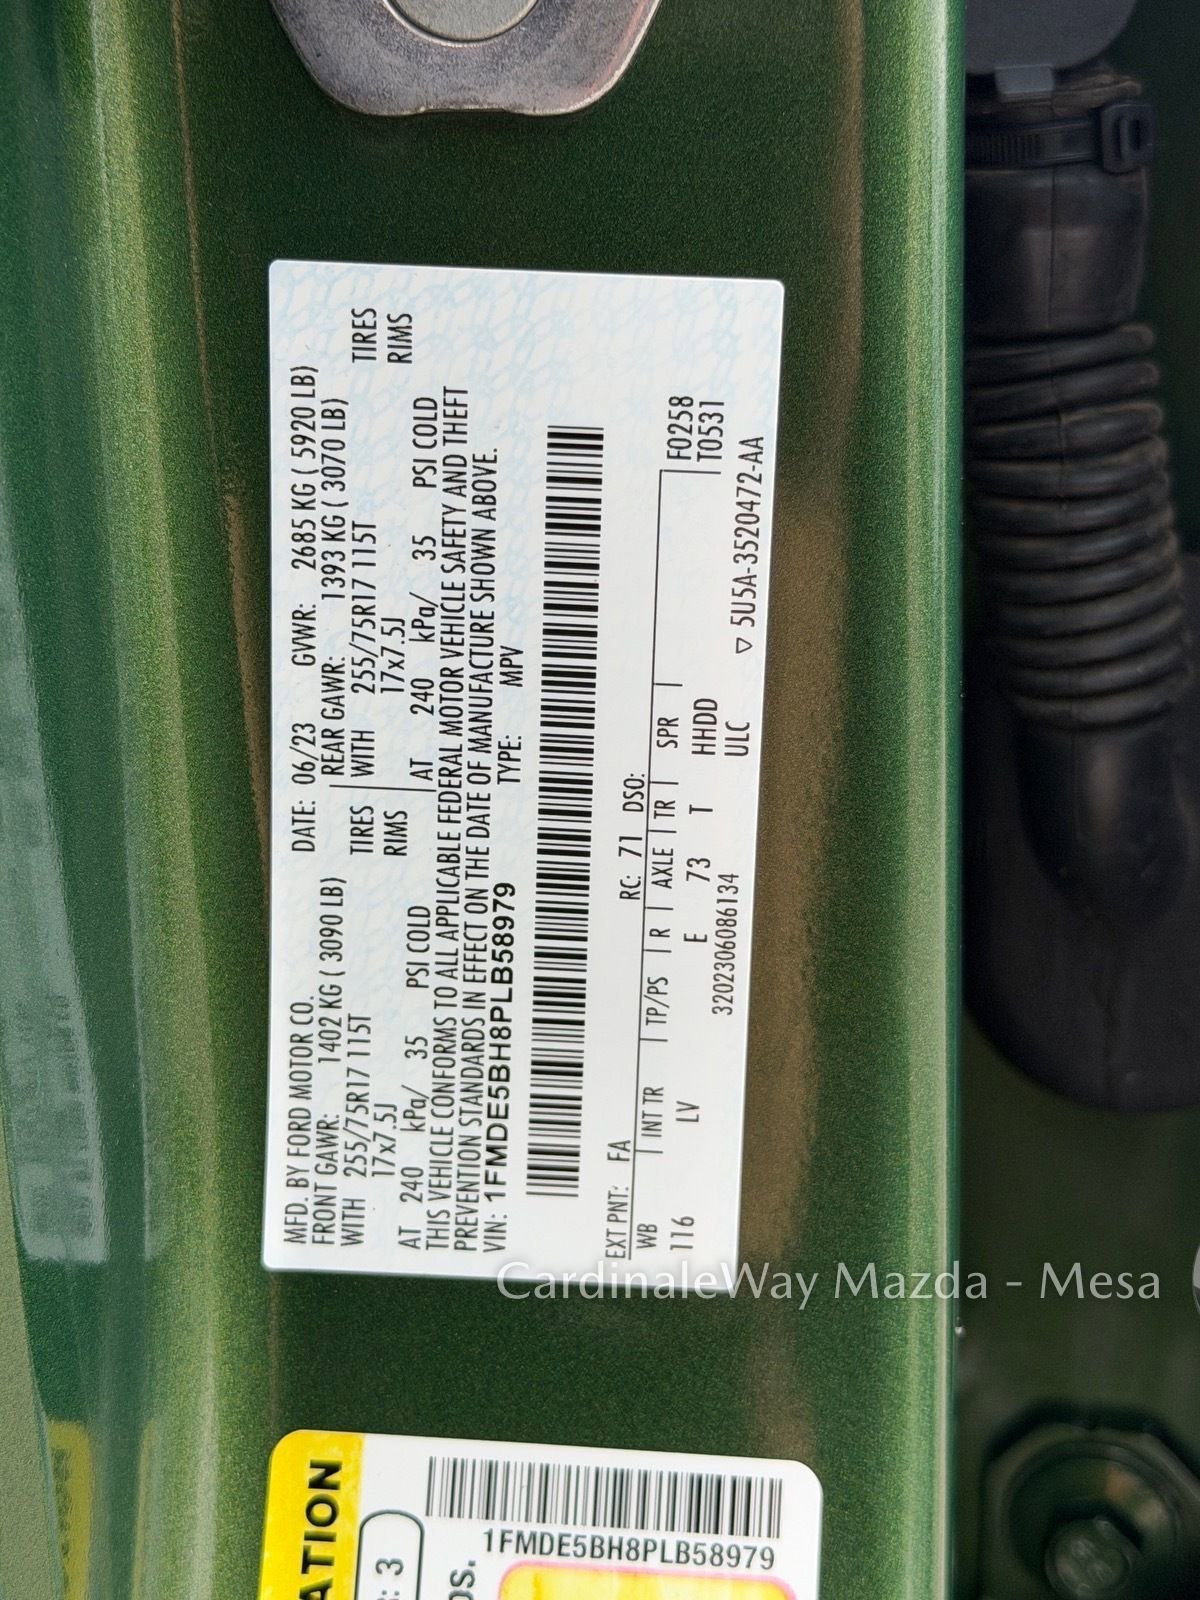 MFD. BY FORD MOTOR CO.
DATE: 06/23 GVWR: 2685 KG ( 5920 LB)
FRONT GAWR: 1402 KG ( 3090 LB) REAR GAWR: 1393 KG ( 3070 LB)
WITH 255/75R17 115T TIRES WITH 255/75R17 115T TIRES
17x7.5J RIMS 17x7.5J RIMS
AT 240 kPa/ 35 PSI COLD AT 240 kPa/ 35 PSI COLD
THIS VEHICLE CONFORMS TO ALL APPLICABLE FEDERAL MOTOR VEHICLE SAFETY AND THEFT
PREVENTION STANDARDS IN EFFECT ON THE DATE OF MANUFACTURE SHOWN ABOVE.
VIN: 1FMDE5BH8PLB58979 TYPE: MPV
EXT PNT: FA RC: 71 DSO:
WB INT TR TP/PS R AXLE TR SPR F0258
116 LV E 73 T HHDD T0531
3202306086134 ULC ▽ 5U5A-3520472-AA
CardinaleWay Mazda - Mesa
ATION
: 3
OS.
1FMDE5BH8PLB58979